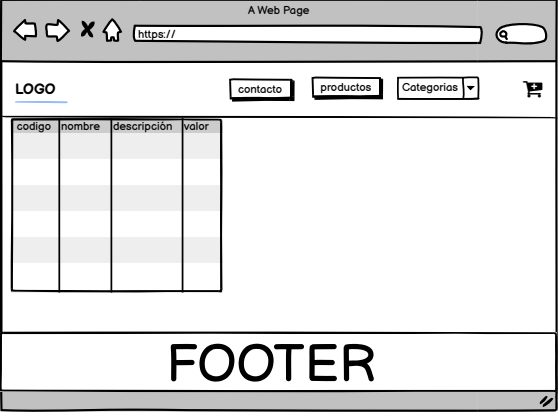 A Web Page
https://
LOGO
contacto
productos
Categorias
codigo nombre descripción valor
FOOTER